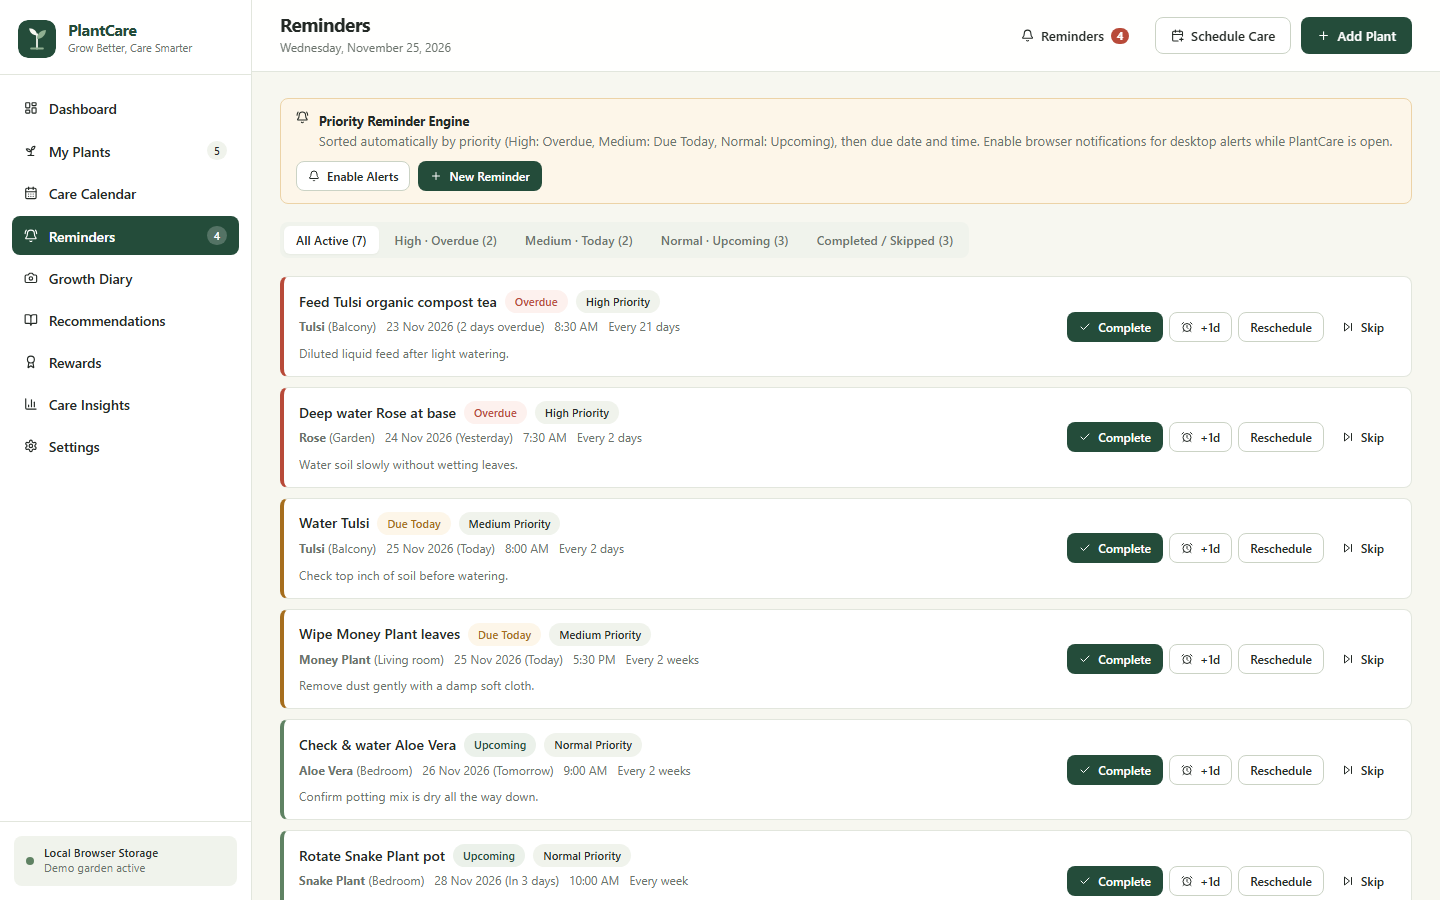 PlantCare
Grow Better, Care Smarter
Dashboard
My Plants 5
Care Calendar
Reminders 4
Growth Diary
Recommendations
Rewards
Care Insights
Settings
Local Browser Storage
Demo garden active
Reminders
Wednesday, November 25, 2026
Reminders 4
Schedule Care
Add Plant
Priority Reminder Engine
Sorted automatically by priority (High: Overdue, Medium: Due Today, Normal: Upcoming), then due date and time. Enable browser notifications for desktop alerts while PlantCare is open.
Enable Alerts
New Reminder
All Active (7) High · Overdue (2) Medium · Today (2) Normal · Upcoming (3) Completed / Skipped (3)
Feed Tulsi organic compost tea Overdue High Priority
Tulsi (Balcony) 23 Nov 2026 (2 days overdue) 8:30 AM Every 21 days
Diluted liquid feed after light watering.
Complete +1d Reschedule Skip
Deep water Rose at base Overdue High Priority
Rose (Garden) 24 Nov 2026 (Yesterday) 7:30 AM Every 2 days
Water soil slowly without wetting leaves.
Complete +1d Reschedule Skip
Water Tulsi Due Today Medium Priority
Tulsi (Balcony) 25 Nov 2026 (Today) 8:00 AM Every 2 days
Check top inch of soil before watering.
Complete +1d Reschedule Skip
Wipe Money Plant leaves Due Today Medium Priority
Money Plant (Living room) 25 Nov 2026 (Today) 5:30 PM Every 2 weeks
Remove dust gently with a damp soft cloth.
Complete +1d Reschedule Skip
Check & water Aloe Vera Upcoming Normal Priority
Aloe Vera (Bedroom) 26 Nov 2026 (Tomorrow) 9:00 AM Every 2 weeks
Confirm potting mix is dry all the way down.
Complete +1d Reschedule Skip
Rotate Snake Plant pot Upcoming Normal Priority
Snake Plant (Bedroom) 28 Nov 2026 (In 3 days) 10:00 AM Every week
Complete +1d Reschedule Skip